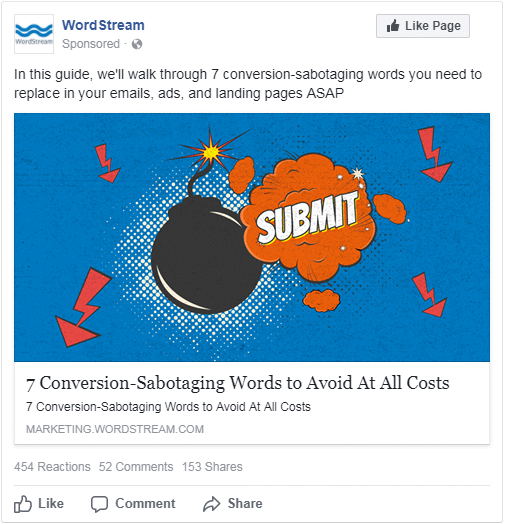 WordStream
WordStream
Sponsored ·
Like Page
In this guide, we'll walk through 7 conversion-sabotaging words you need to
replace in your emails, ads, and landing pages ASAP
SUBMIT
7 Conversion-Sabotaging Words to Avoid At All Costs
7 Conversion-Sabotaging Words to Avoid At All Costs
MARKETING.WORDSTREAM.COM
454 Reactions 52 Comments 153 Shares
Like Comment Share